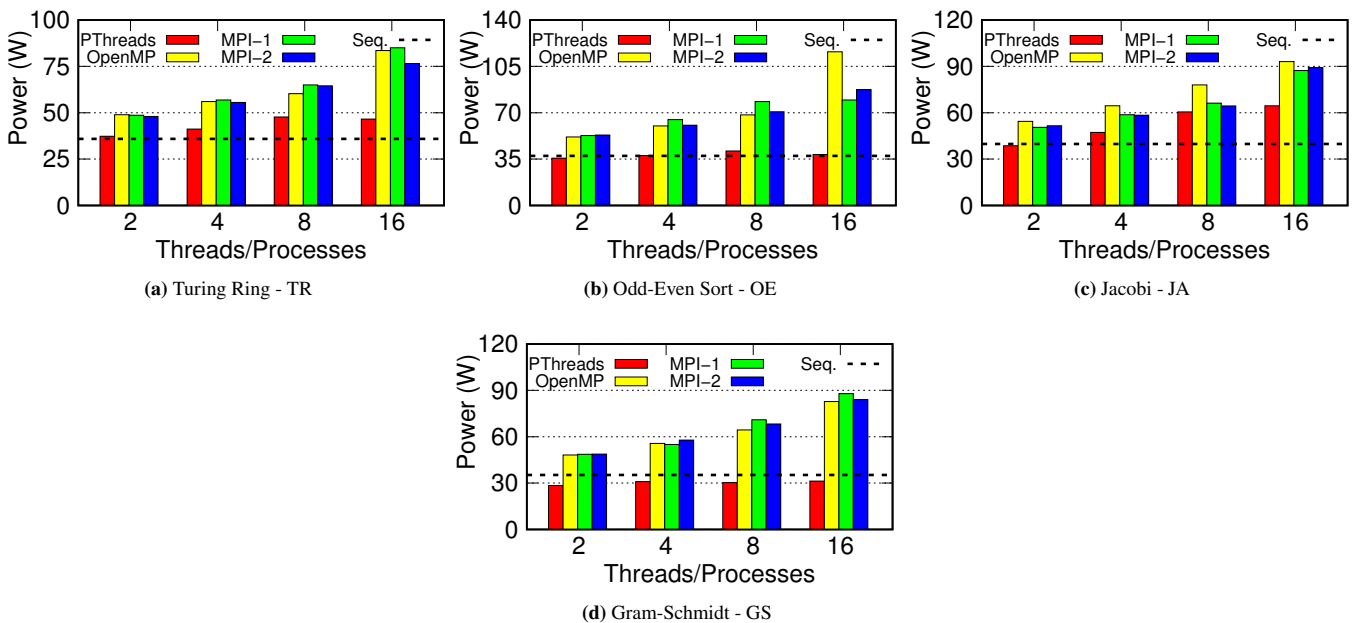 Power (W)
100
75
50
25
0
PThreads
OpenMP
MPI-1
MPI-2
Seq.
2 4 8 16
Threads/Processes
(a) Turing Ring - TR
Power (W)
140
105
70
35
0
PThreads
OpenMP
MPI-1
MPI-2
Seq.
2 4 8 16
Threads/Processes
(b) Odd-Even Sort - OE
Power (W)
120
90
60
30
0
PThreads
OpenMP
MPI-1
MPI-2
Seq.
2 4 8 16
Threads/Processes
(c) Jacobi - JA
Power (W)
120
90
60
30
0
PThreads
OpenMP
MPI-1
MPI-2
Seq.
2 4 8 16
Threads/Processes
(d) Gram-Schmidt - GS